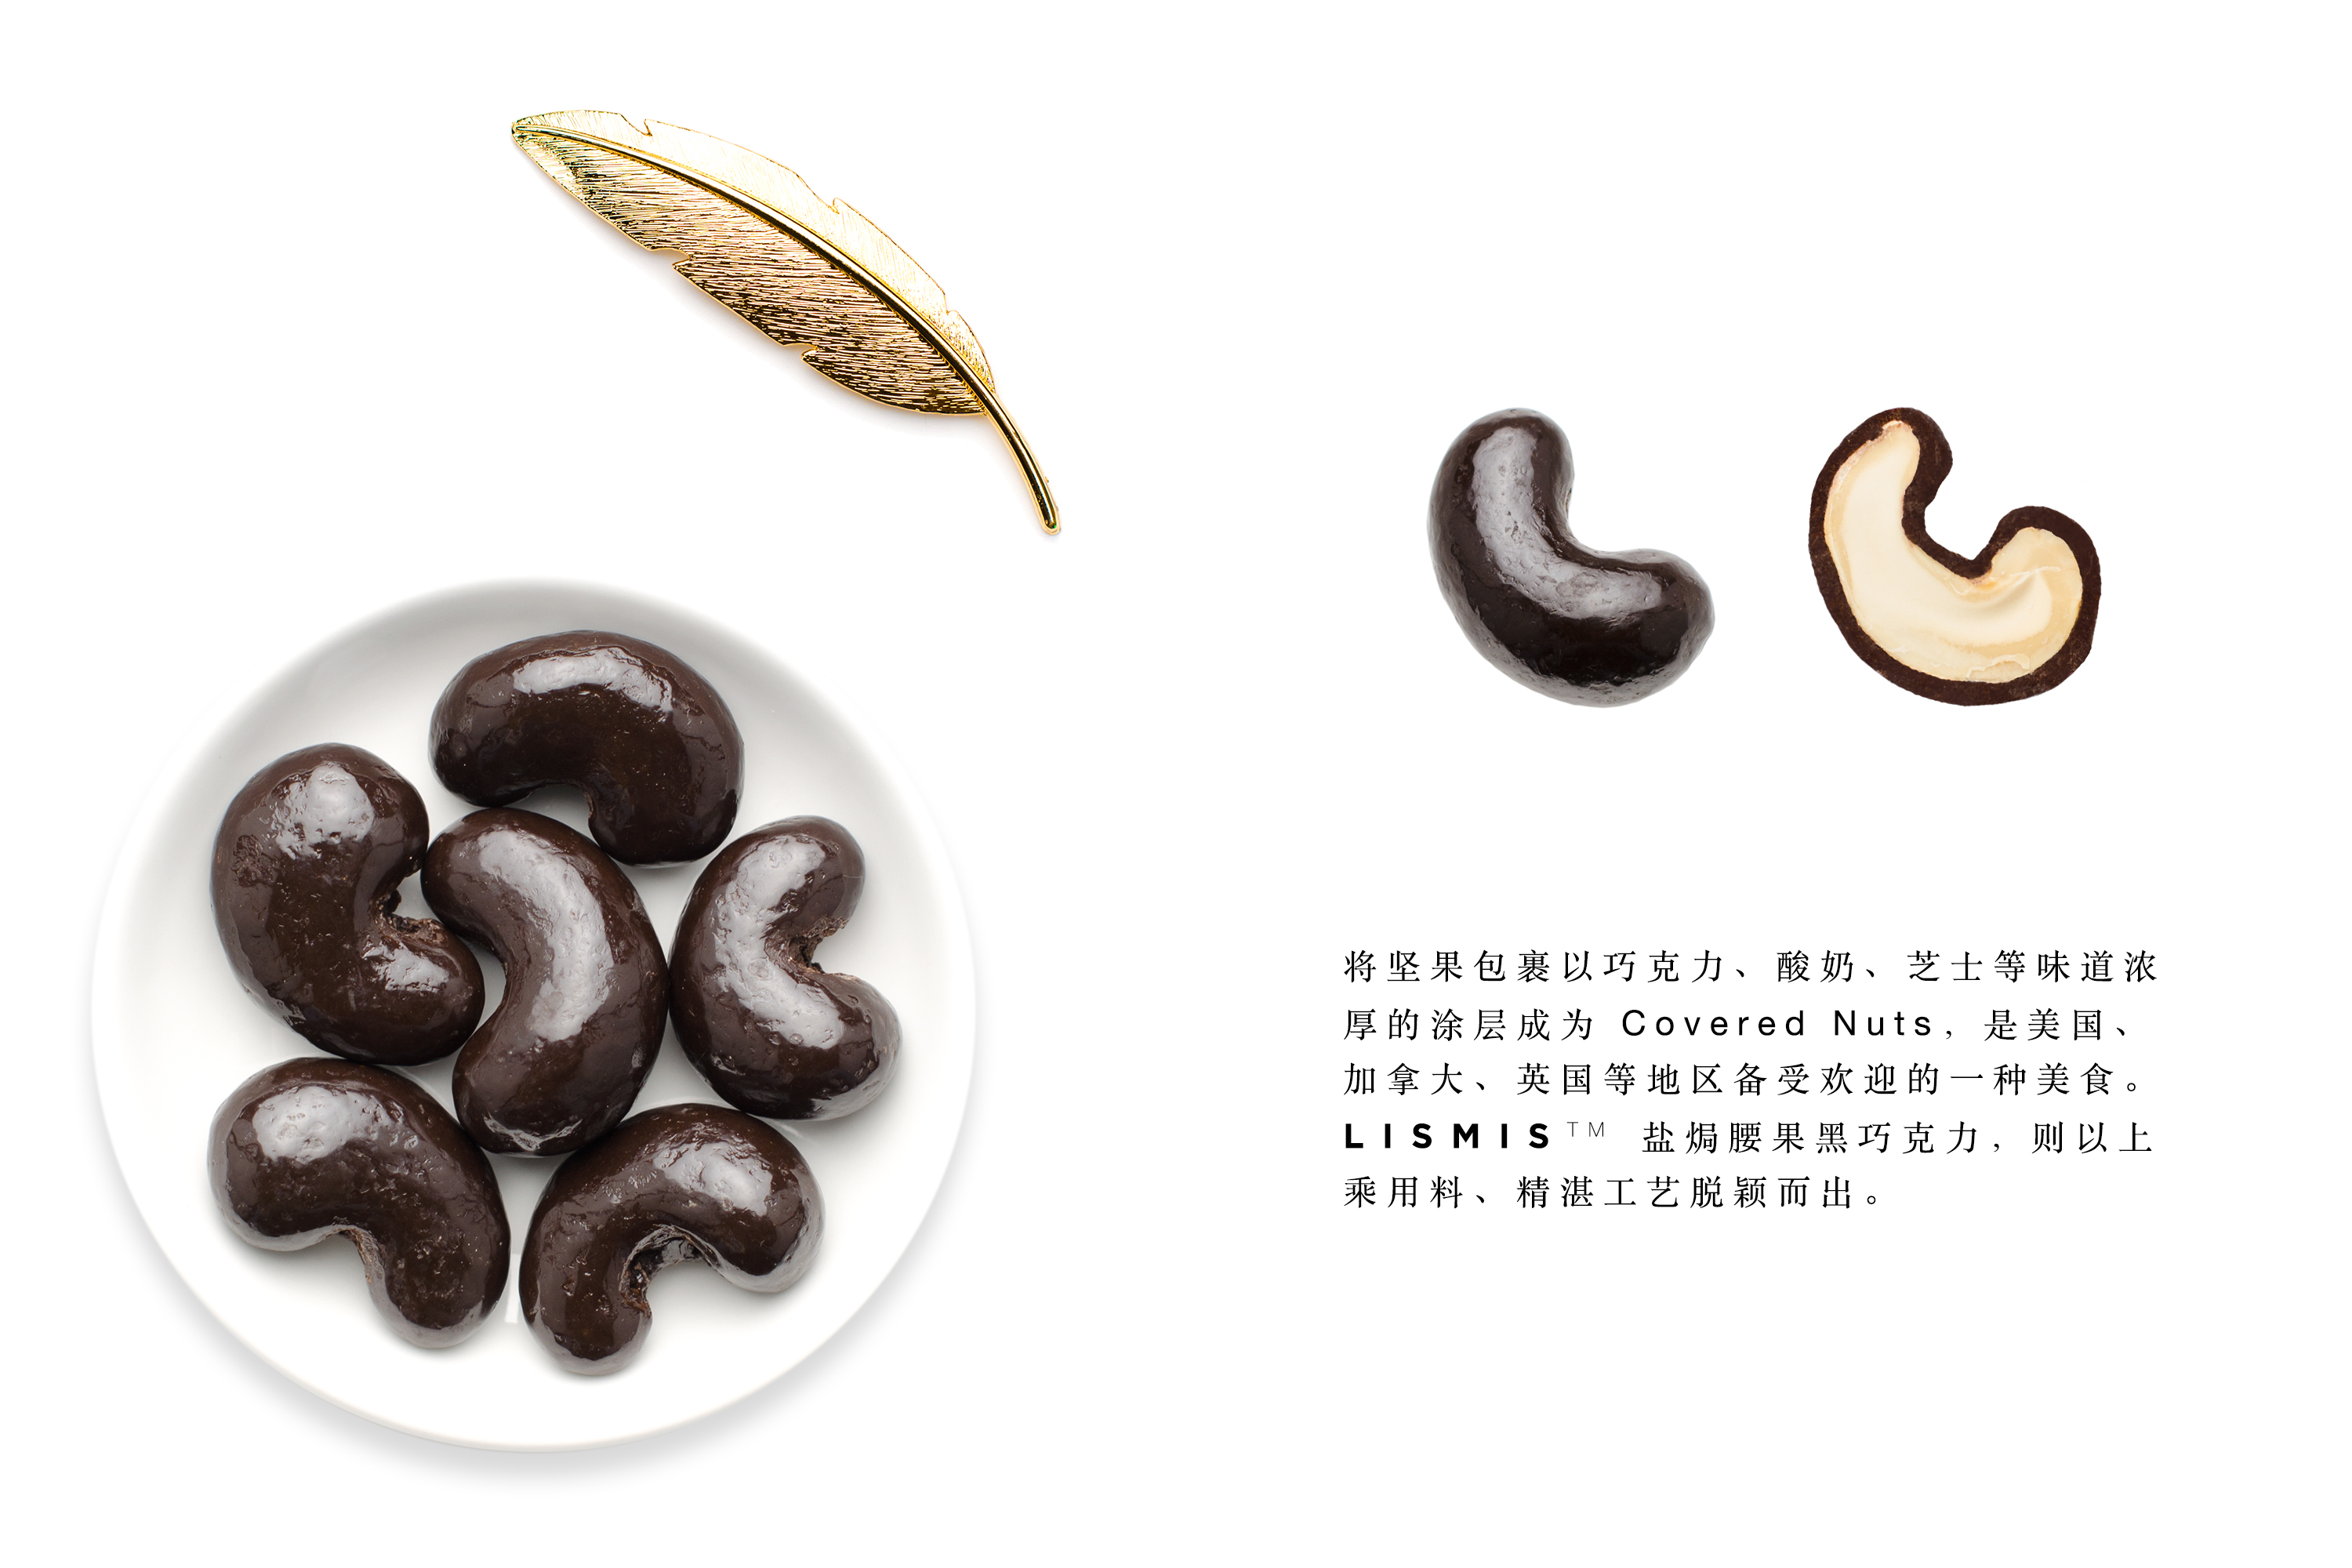 将坚果包裹以巧克力、酸奶、芝士等味道浓
厚的涂层成为 Covered Nuts，是美国、
加拿大、英国等地区备受欢迎的一种美食。
LISMIS™ 盐焗腰果黑巧克力，则以上
乘用料、精湛工艺脱颖而出。